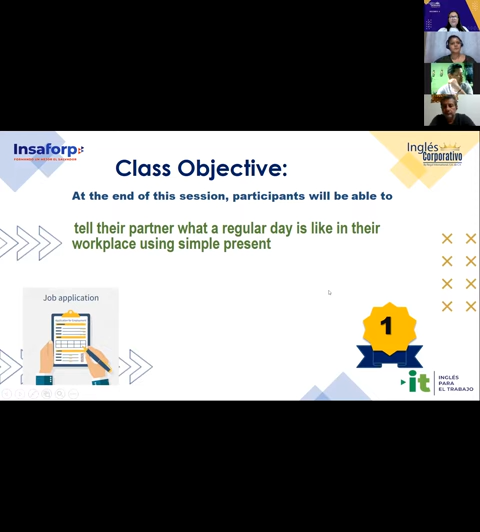 Insaforp
FORMANDO UN MEJOR EL SALVADOR
Inglés
Corporativo
Class Objective:
At the end of this session, participants will be able to
tell their partner what a regular day is like in their
workplace using simple present
Job application
1
it
INGLÉS
PARA
EL TRABAJO